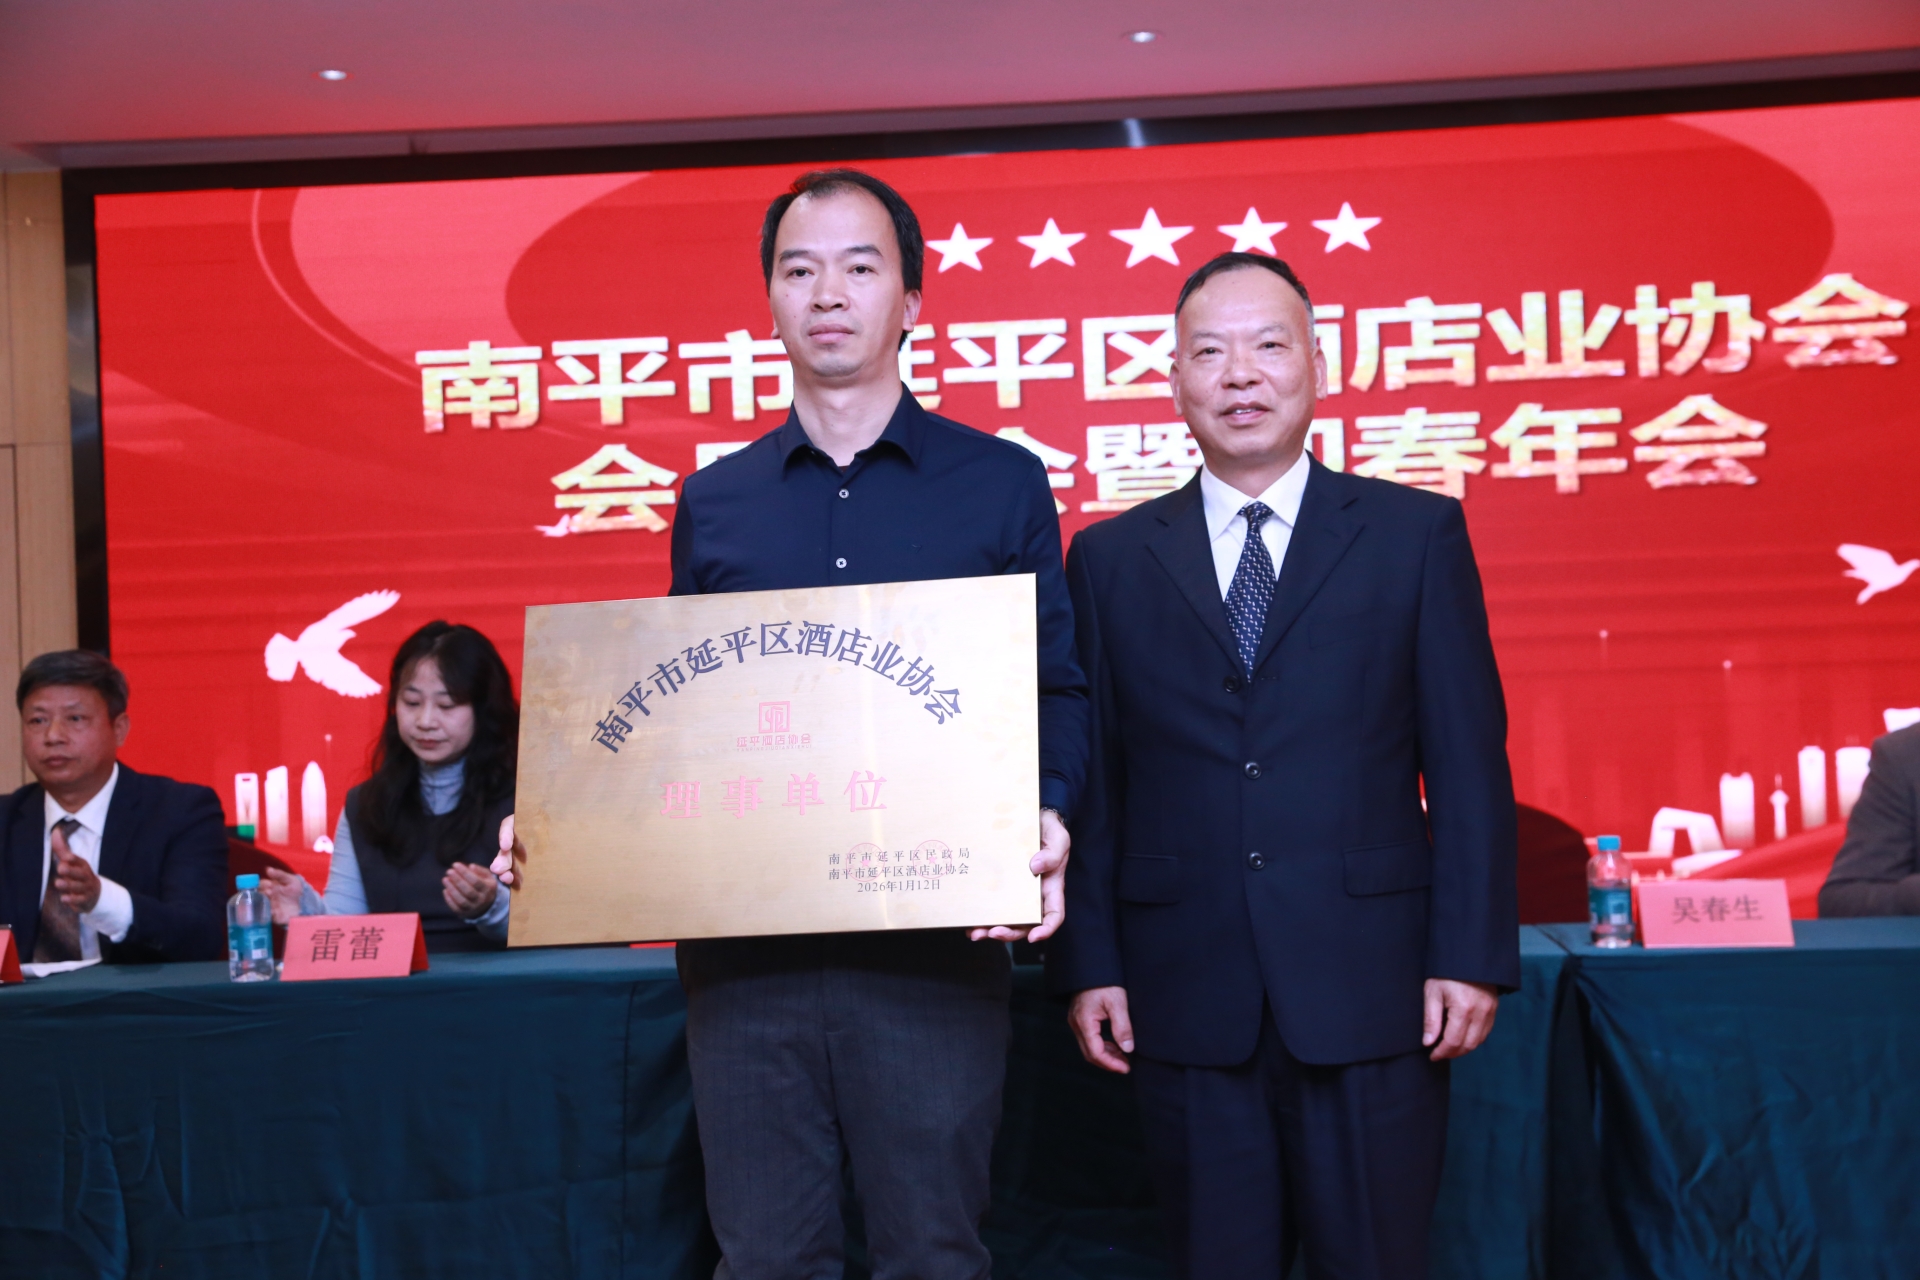 南平市延平区酒店业协会
会员大会暨迎春年会
南平市延平区酒店业协会
延平酒店协会
理事单位
南平市延平区民政局
南平市延平区酒店业协会
2026年1月12日
雷蕾
吴春生